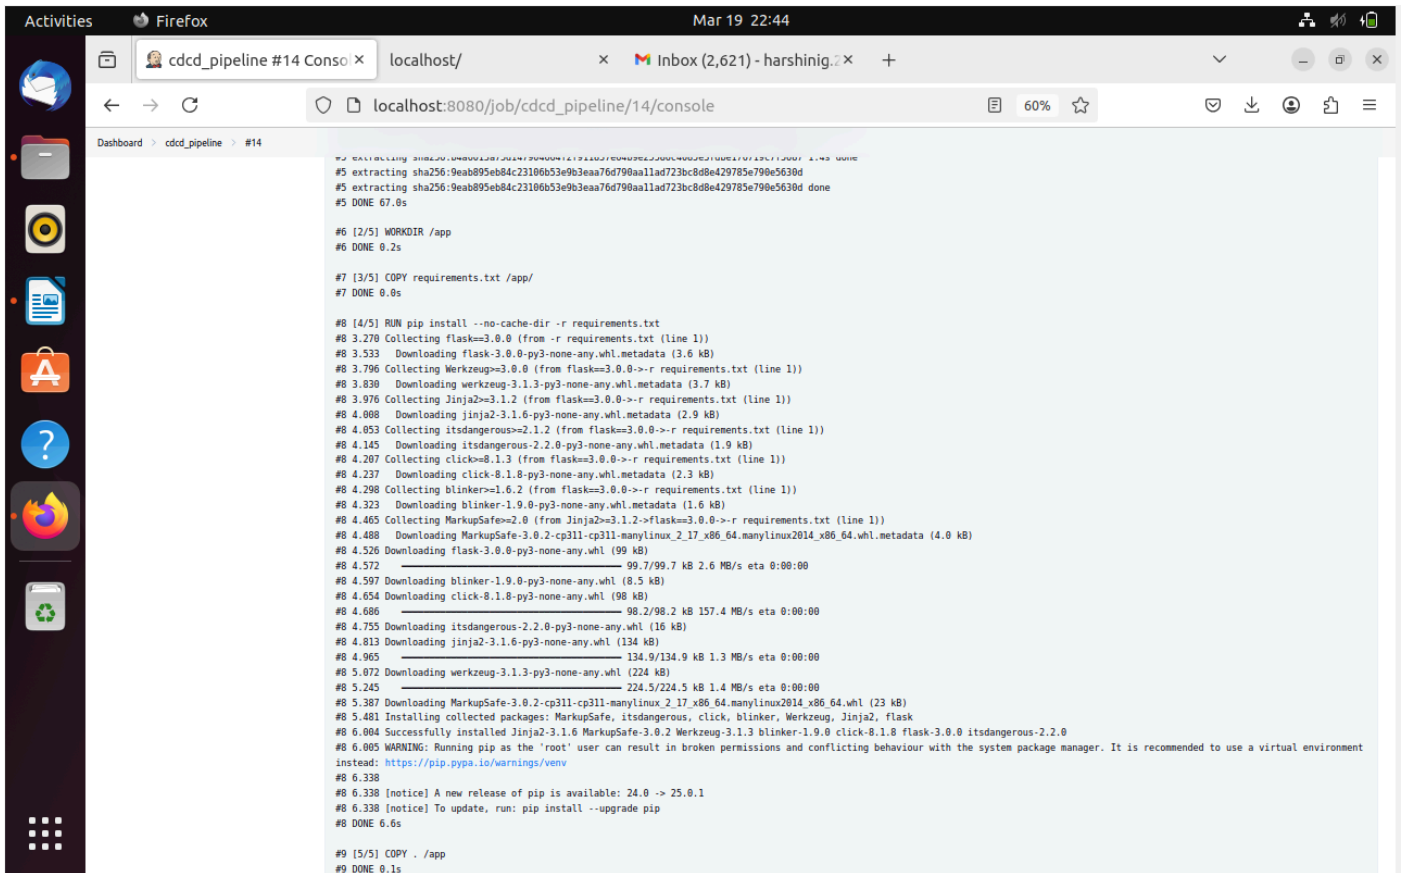 Activities
Firefox
Mar 19 22:44
cdcd_pipeline #14 Consol
localhost/
Inbox (2,621) - harshinig.2
localhost:8080/job/cdcd_pipeline/14/console
60%
Dashboard > cdcd_pipeline > #14
#5 extracting sha256:9eab895eb84c23106b53e9b3eaa76d790aa11ad723bc8d8e429785e790e5630d
#5 extracting sha256:9eab895eb84c23106b53e9b3eaa76d790aa11ad723bc8d8e429785e790e5630d done
#5 DONE 67.0s
#6 [2/5] WORKDIR /app
#6 DONE 0.2s
#7 [3/5] COPY requirements.txt /app/
#7 DONE 0.0s
#8 [4/5] RUN pip install --no-cache-dir -r requirements.txt
#8 3.270 Collecting flask==3.0.0 (from -r requirements.txt (line 1))
#8 3.533 Downloading flask-3.0.0-py3-none-any.whl.metadata (3.6 kB)
#8 3.796 Collecting Werkzeug>=3.0.0 (from flask==3.0.0->-r requirements.txt (line 1))
#8 3.830 Downloading werkzeug-3.1.3-py3-none-any.whl.metadata (3.7 kB)
#8 3.976 Collecting Jinja2>=3.1.2 (from flask==3.0.0->-r requirements.txt (line 1))
#8 4.008 Downloading jinja2-3.1.6-py3-none-any.whl.metadata (2.9 kB)
#8 4.053 Collecting itsdangerous>=2.1.2 (from flask==3.0.0->-r requirements.txt (line 1))
#8 4.145 Downloading itsdangerous-2.2.0-py3-none-any.whl.metadata (1.9 kB)
#8 4.207 Collecting click>=8.1.3 (from flask==3.0.0->-r requirements.txt (line 1))
#8 4.237 Downloading click-8.1.8-py3-none-any.whl.metadata (2.3 kB)
#8 4.298 Collecting blinker>=1.6.2 (from flask==3.0.0->-r requirements.txt (line 1))
#8 4.323 Downloading blinker-1.9.0-py3-none-any.whl.metadata (1.6 kB)
#8 4.465 Collecting MarkupSafe>=2.0 (from Jinja2>=3.1.2->flask==3.0.0->-r requirements.txt (line 1))
#8 4.488 Downloading MarkupSafe-3.0.2-cp311-cp311-manylinux_2_17_x86_64.manylinux2014_x86_64.whl.metadata (4.0 kB)
#8 4.526 Downloading flask-3.0.0-py3-none-any.whl (99 kB)
#8 4.572 99.7/99.7 kB 2.6 MB/s eta 0:00:00
#8 4.597 Downloading blinker-1.9.0-py3-none-any.whl (8.5 kB)
#8 4.654 Downloading click-8.1.8-py3-none-any.whl (98 kB)
#8 4.686 98.2/98.2 kB 157.4 MB/s eta 0:00:00
#8 4.755 Downloading itsdangerous-2.2.0-py3-none-any.whl (16 kB)
#8 4.813 Downloading jinja2-3.1.6-py3-none-any.whl (134 kB)
#8 4.965 134.9/134.9 kB 1.3 MB/s eta 0:00:00
#8 5.072 Downloading werkzeug-3.1.3-py3-none-any.whl (224 kB)
#8 5.245 224.5/224.5 kB 1.4 MB/s eta 0:00:00
#8 5.387 Downloading MarkupSafe-3.0.2-cp311-cp311-manylinux_2_17_x86_64.manylinux2014_x86_64.whl (23 kB)
#8 5.481 Installing collected packages: MarkupSafe, itsdangerous, click, blinker, Werkzeug, Jinja2, flask
#8 6.004 Successfully installed Jinja2-3.1.6 MarkupSafe-3.0.2 Werkzeug-3.1.3 blinker-1.9.0 click-8.1.8 flask-3.0.0 itsdangerous-2.2.0
#8 6.005 WARNING: Running pip as the 'root' user can result in broken permissions and conflicting behaviour with the system package manager. It is recommended to use a virtual environment
instead: https://pip.pypa.io/warnings/venv
#8 6.338
#8 6.338 [notice] A new release of pip is available: 24.0 -> 25.0.1
#8 6.338 [notice] To update, run: pip install --upgrade pip
#8 DONE 6.6s
#9 [5/5] COPY . /app
#9 DONE 0.1s